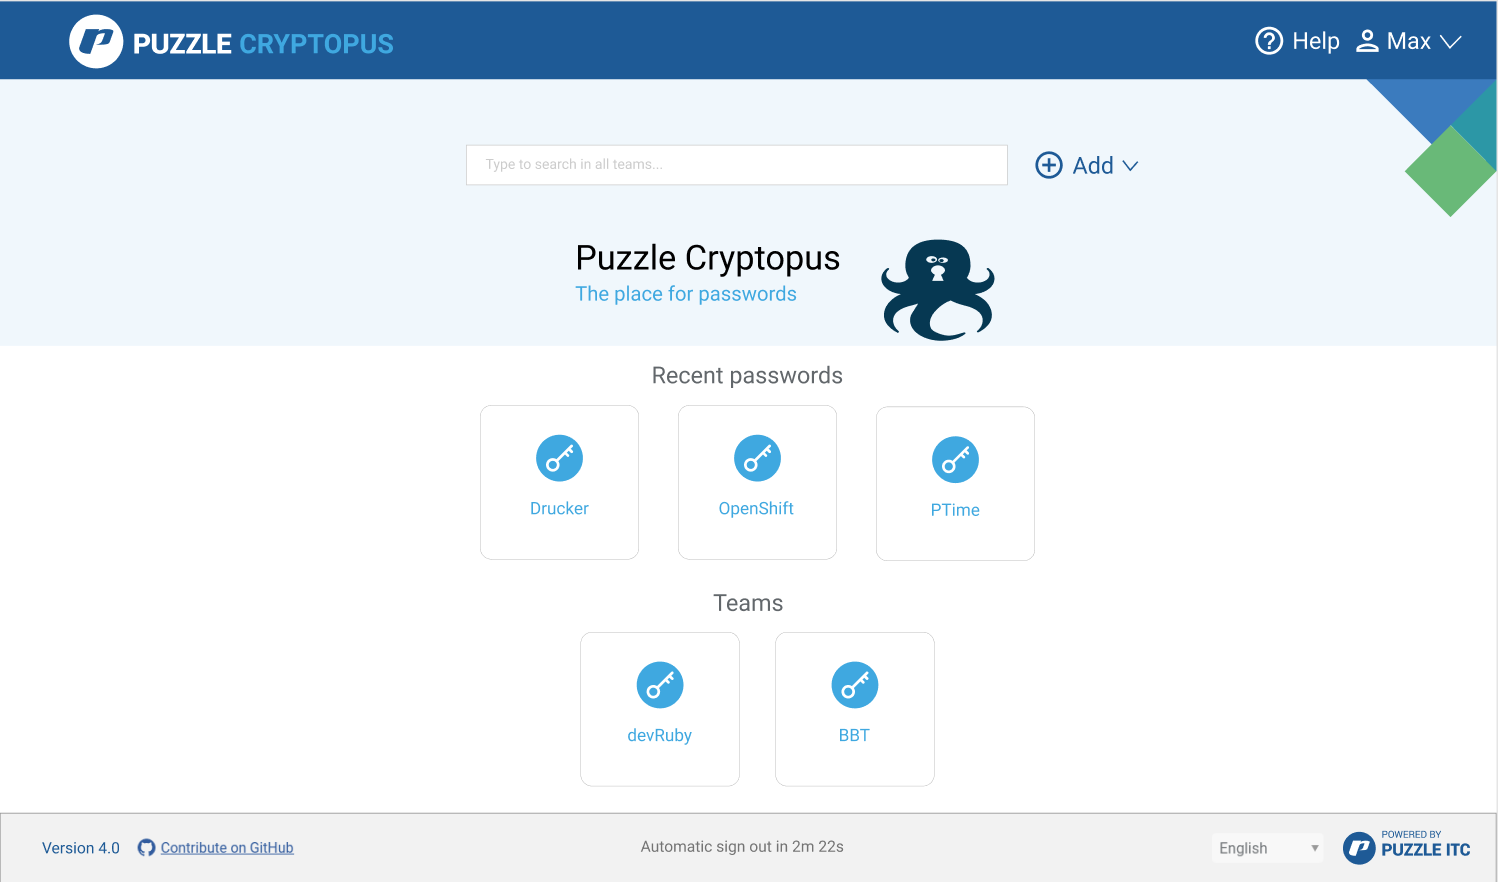 PUZZLE CRYPTOPUS
Help
Max
Type to search in all teams...
Add
Puzzle Cryptopus
The place for passwords
Recent passwords
Drucker
OpenShift
PTime
Teams
devRuby
BBT
Version 4.0
Contribute on GitHub
Automatic sign out in 2m 22s
English
POWERED BY
PUZZLE ITC